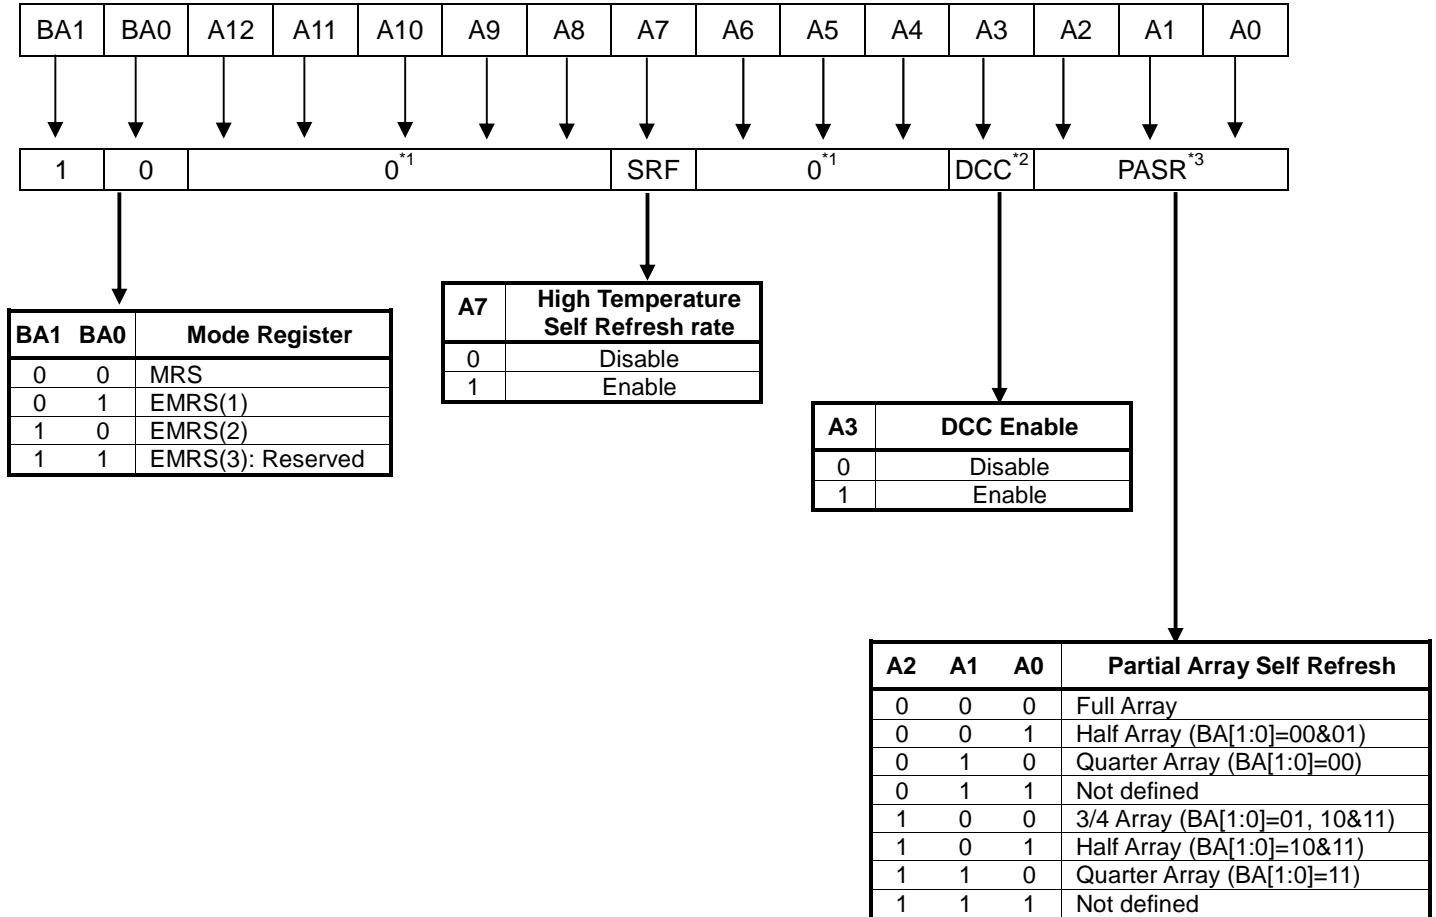 BA1 BA0 A12 A11 A10 A9 A8 A7 A6 A5 A4 A3 A2 A1 A0
1 0 0*1 SRF 0*1 DCC*2 PASR*3
BA1 BA0 Mode Register
0 0 MRS
0 1 EMRS(1)
1 0 EMRS(2)
1 1 EMRS(3): Reserved
A7 High Temperature
Self Refresh rate
0 Disable
1 Enable
A3 DCC Enable
0 Disable
1 Enable
A2 A1 A0 Partial Array Self Refresh
0 0 0 Full Array
0 0 1 Half Array (BA[1:0]=00&01)
0 1 0 Quarter Array (BA[1:0]=00)
0 1 1 Not defined
1 0 0 3/4 Array (BA[1:0]=01, 10&11)
1 0 1 Half Array (BA[1:0]=10&11)
1 1 0 Quarter Array (BA[1:0]=11)
1 1 1 Not defined